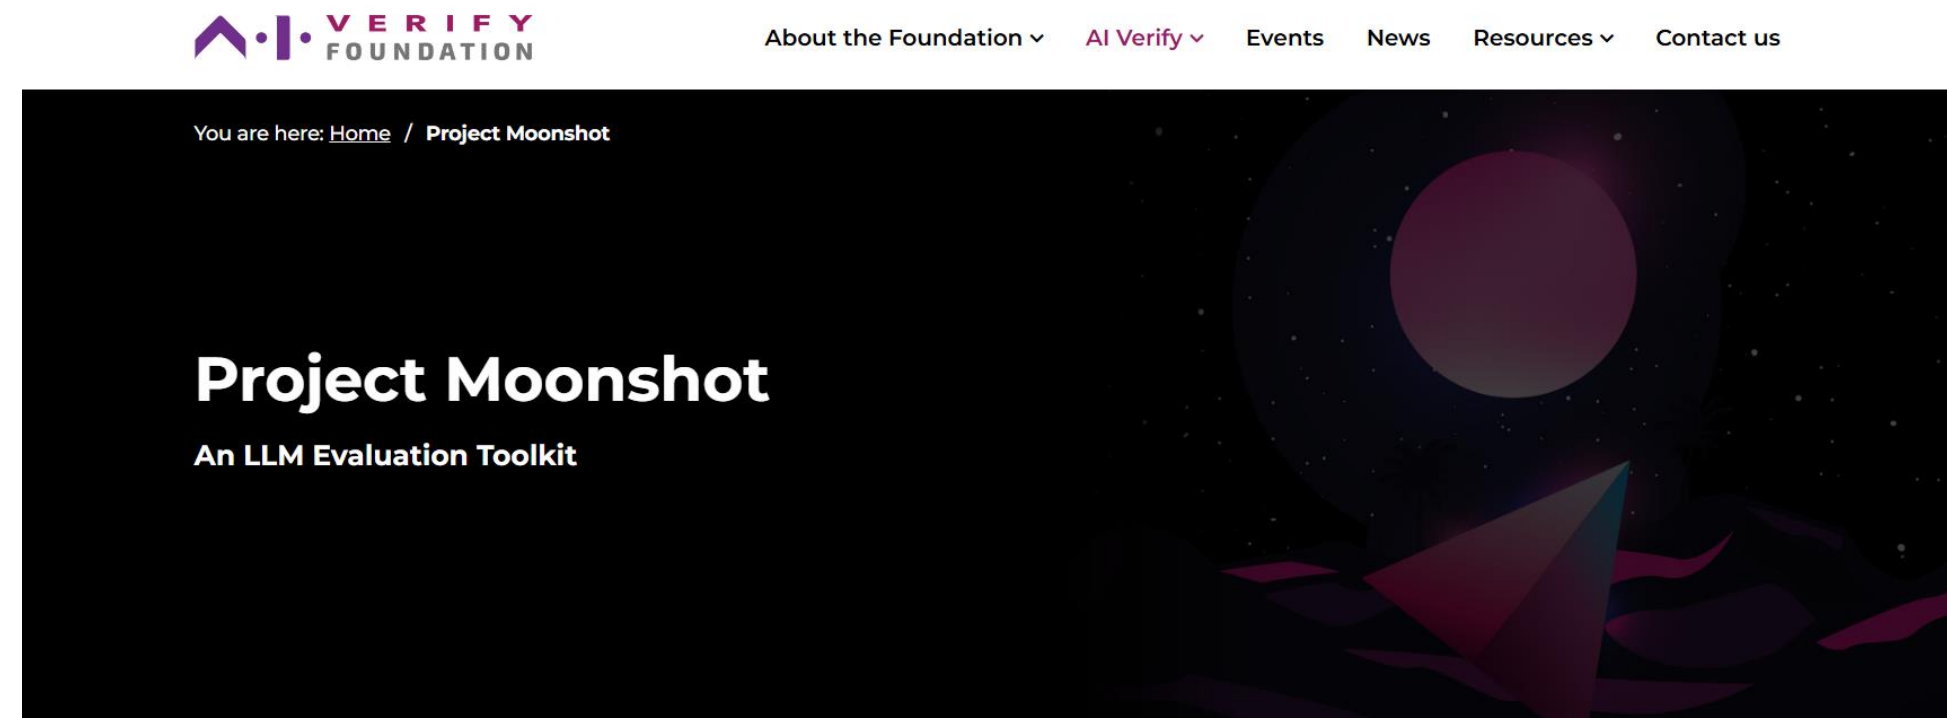 A.I. VERIFY
FOUNDATION
About the Foundation
AI Verify
Events
News
Resources
Contact us
You are here: Home / Project Moonshot
Project Moonshot
An LLM Evaluation Toolkit